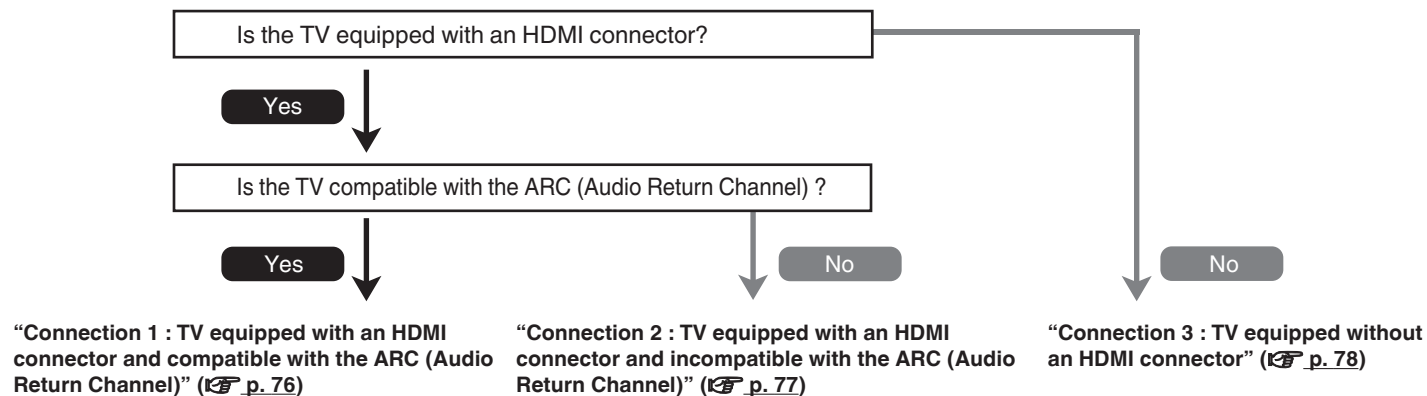 Is the TV equipped with an HDMI connector?
Yes
Is the TV compatible with the ARC (Audio Return Channel) ?
Yes
No
No
“Connection 1 : TV equipped with an HDMI
connector and compatible with the ARC (Audio
Return Channel)” (☞ p. 76)
“Connection 2 : TV equipped with an HDMI
connector and incompatible with the ARC (Audio
Return Channel)” (☞ p. 77)
“Connection 3 : TV equipped without
an HDMI connector” (☞ p. 78)